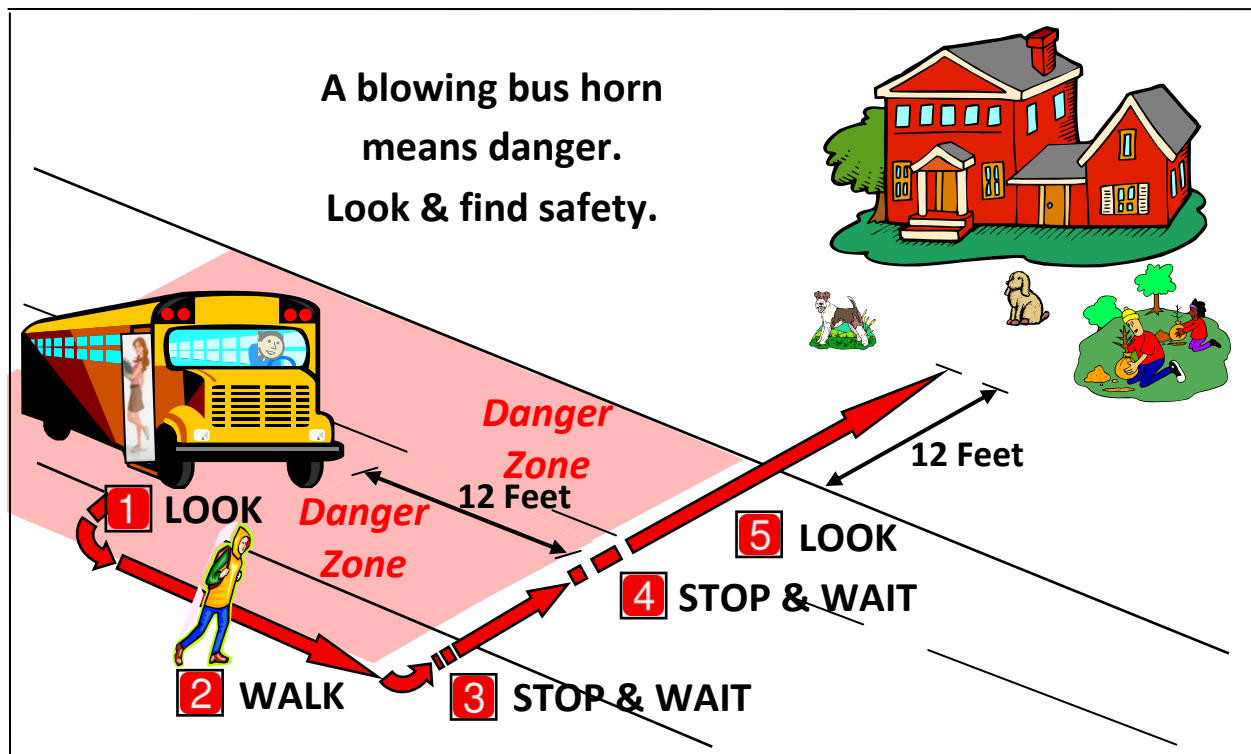 A blowing bus horn
means danger.
Look & find safety.
Danger
Zone
12 Feet
12 Feet
Danger
Zone
1 LOOK
2 WALK
3 STOP & WAIT
4 STOP & WAIT
5 LOOK